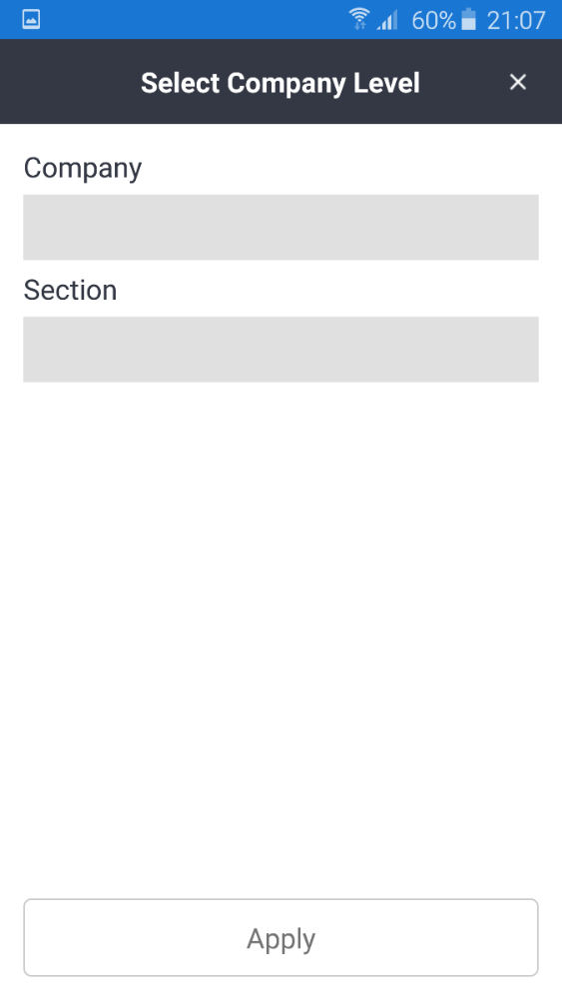 60% 21:07
Select Company Level
Company
Section
Apply